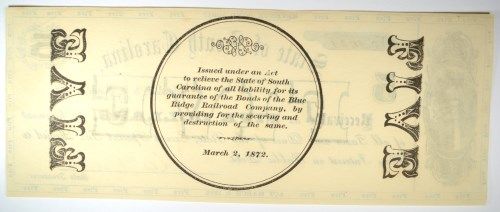 FIVE
Issued under an Act
to relieve the State of South
Carolina of all liability for its
guarantee of the Bonds of the Blue
Ridge Railroad Company, by
providing for the securing and
destruction of the same.
March 2, 1872.
FIVE